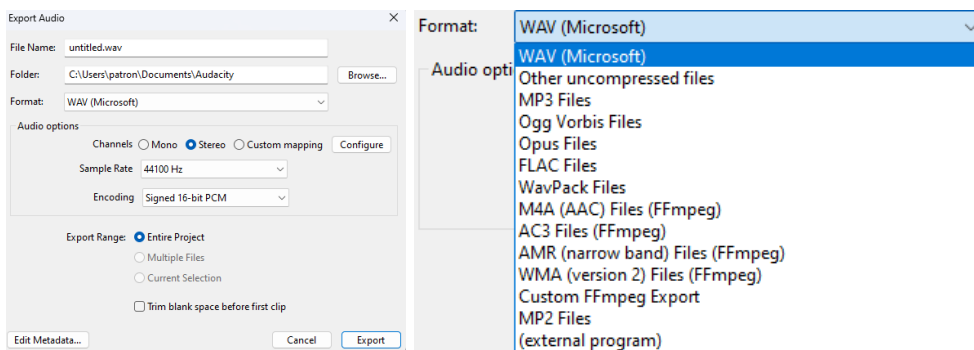 Export Audio
File Name: untitled.wav
Folder: C:\Users\patron\Documents\Audacity Browse...
Format: WAV (Microsoft)
Audio options
Channels Mono Stereo Custom mapping Configure
Sample Rate 44100 Hz
Encoding Signed 16-bit PCM
Export Range: Entire Project
Multiple Files
Current Selection
Trim blank space before first clip
Edit Metadata... Cancel Export
Format: WAV (Microsoft)
Audio opti
WAV (Microsoft)
Other uncompressed files
MP3 Files
Ogg Vorbis Files
Opus Files
FLAC Files
WavPack Files
M4A (AAC) Files (FFmpeg)
AC3 Files (FFmpeg)
AMR (narrow band) Files (FFmpeg)
WMA (version 2) Files (FFmpeg)
Custom FFmpeg Export
MP2 Files
(external program)